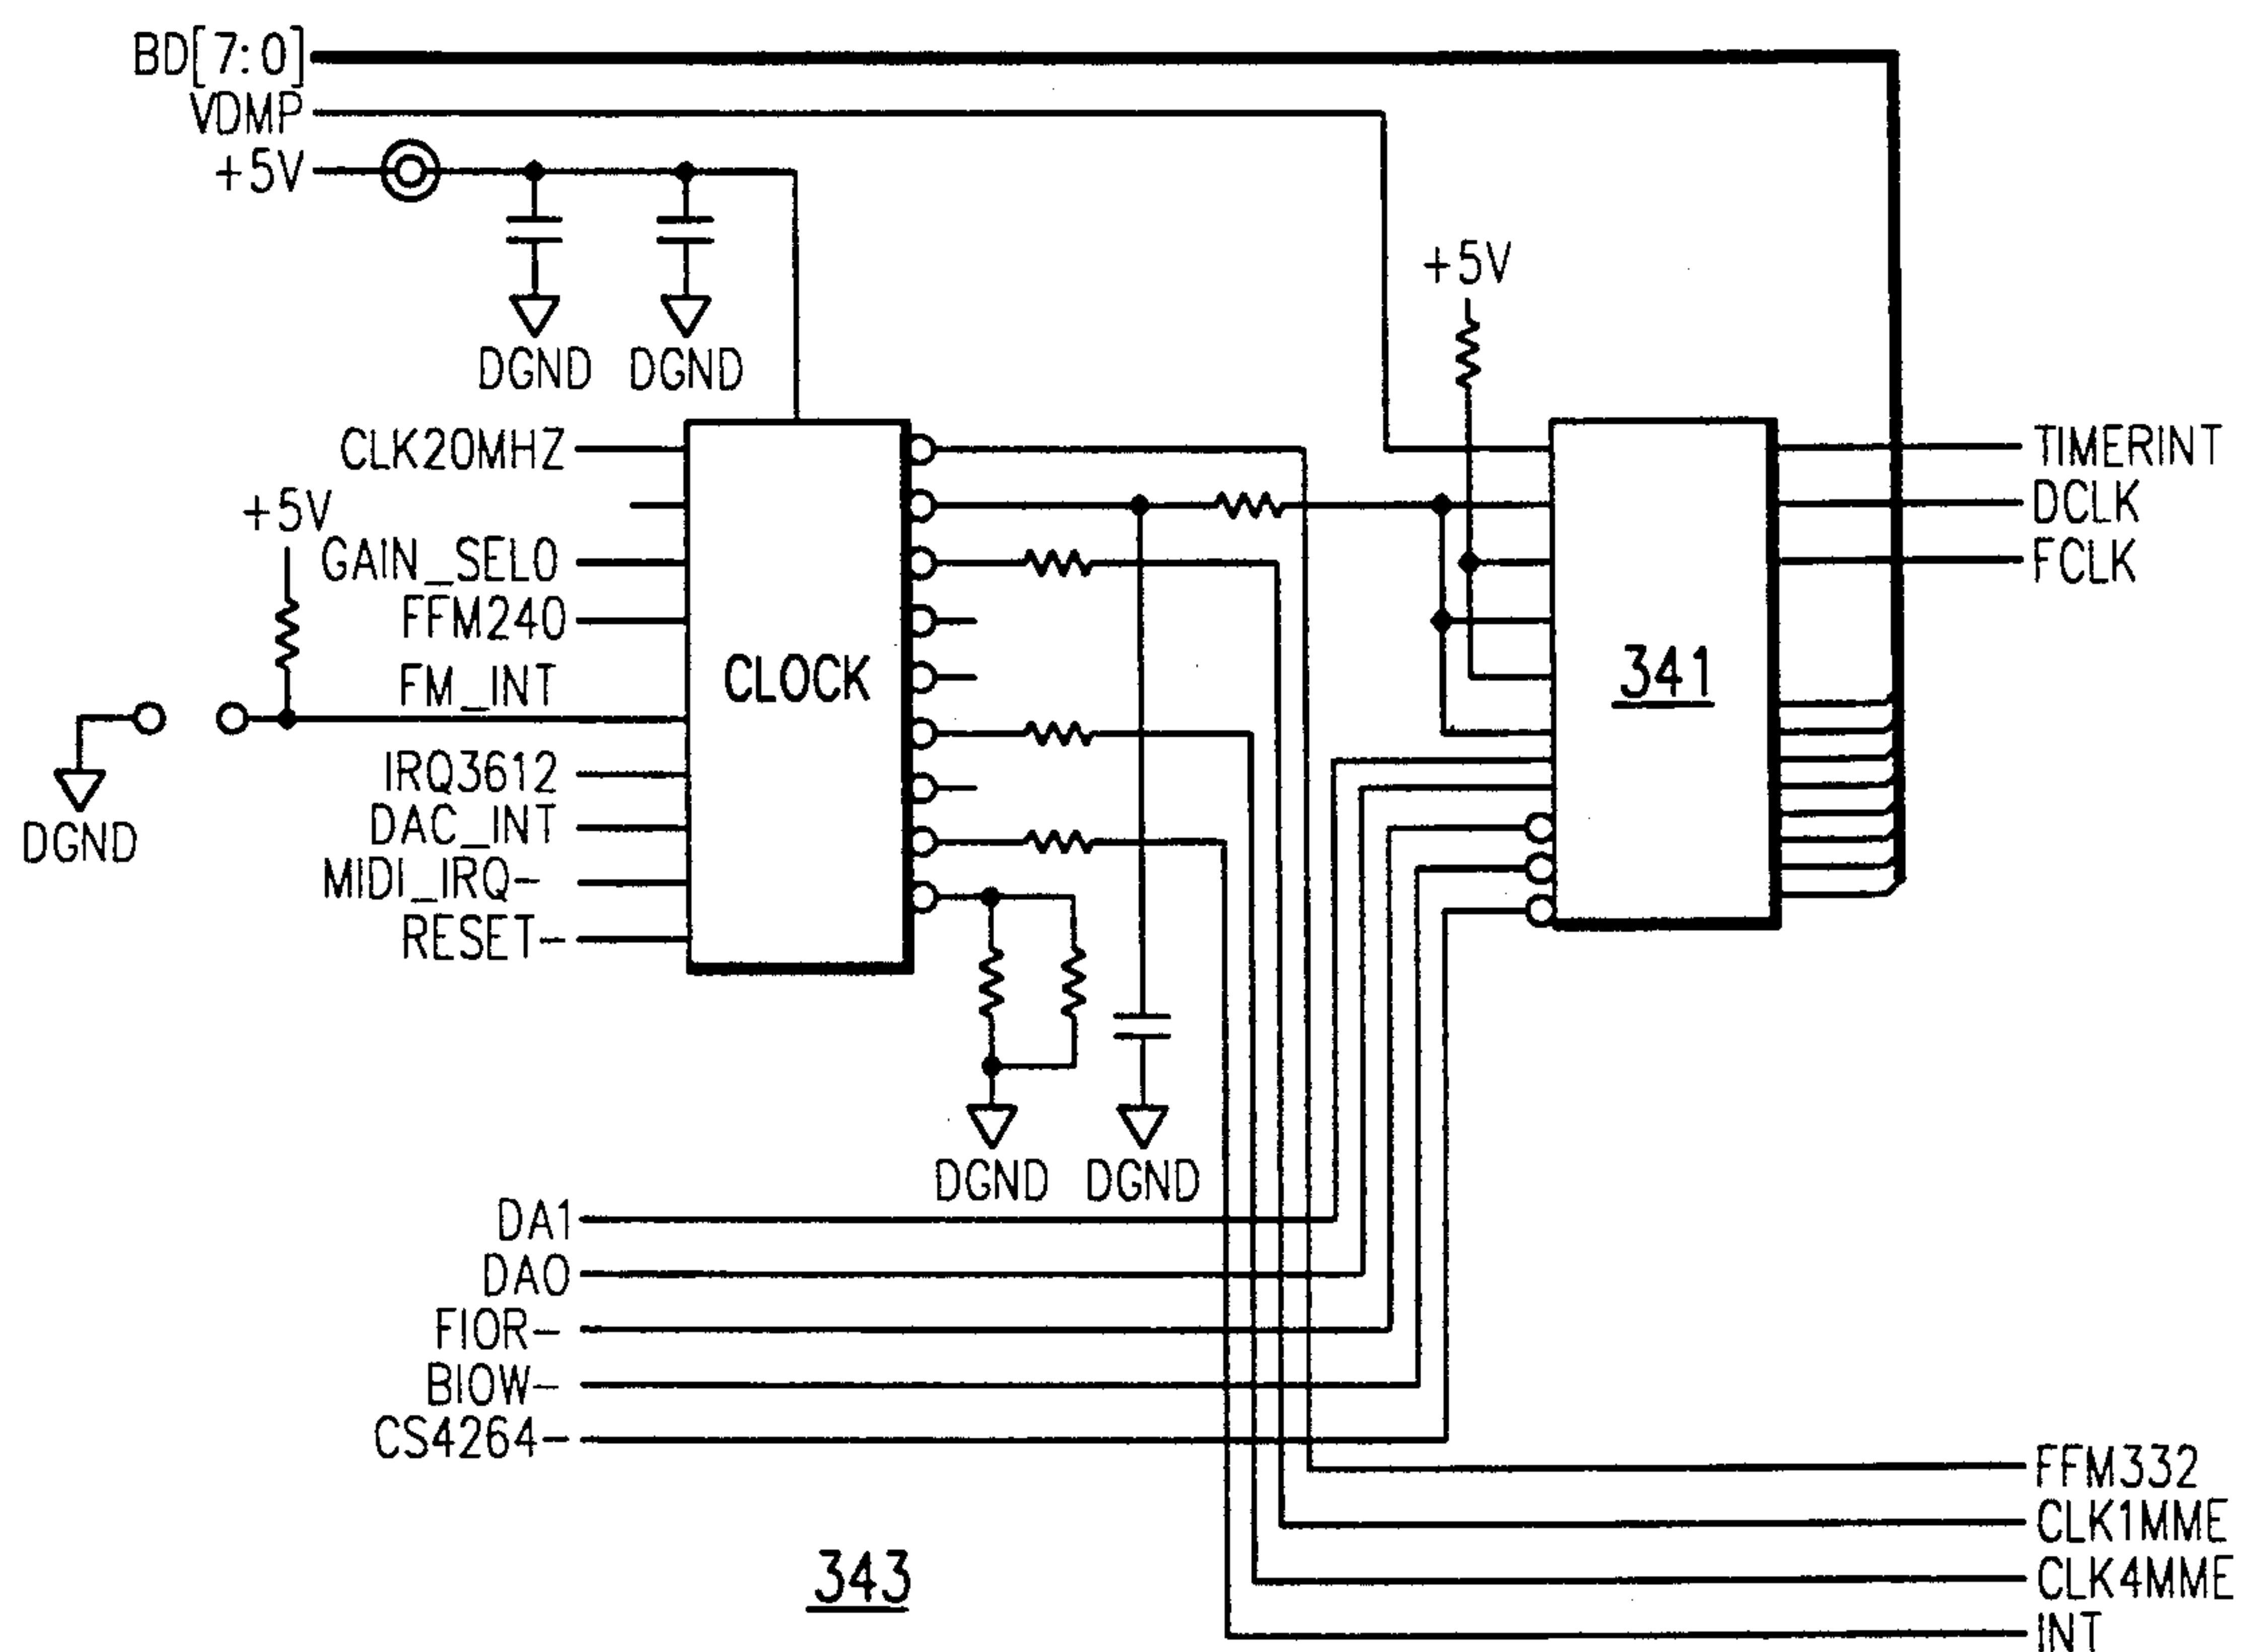 BD[7:0]
VDMP
+5V
DGND DGND
+5V
CLK20MHZ
+5V
GAIN_SEL0
FFM240
FM_INT
IRQ3612
DAC_INT
MIDI_IRQ-
RESET-
DGND
CLOCK
341
TIMERINT
DCLK
FCLK
DGND DGND
DA1
DA0
FIOR-
BIOW-
CS4264-
FFM332
CLK1MME
CLK4MME
INT
343